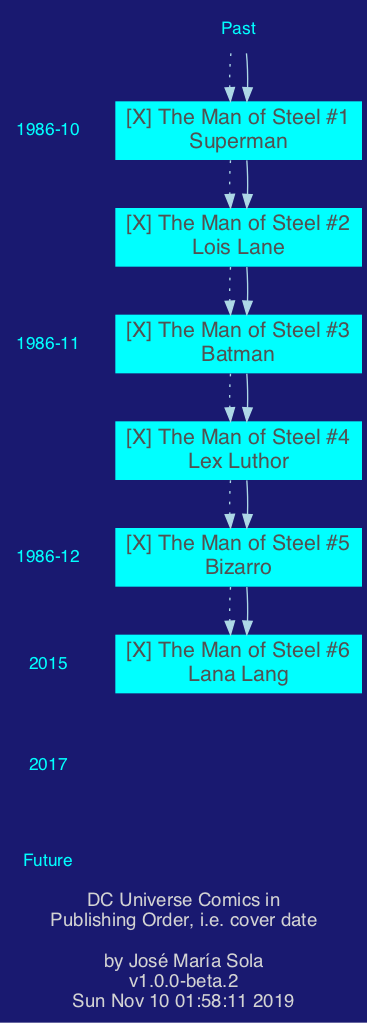 Past
1986-10
[X] The Man of Steel #1
Superman
[X] The Man of Steel #2
Lois Lane
1986-11
[X] The Man of Steel #3
Batman
[X] The Man of Steel #4
Lex Luthor
1986-12
[X] The Man of Steel #5
Bizarro
2015
[X] The Man of Steel #6
Lana Lang
2017
Future
DC Universe Comics in
Publishing Order, i.e. cover date
by José María Sola
v1.0.0-beta.2
Sun Nov 10 01:58:11 2019